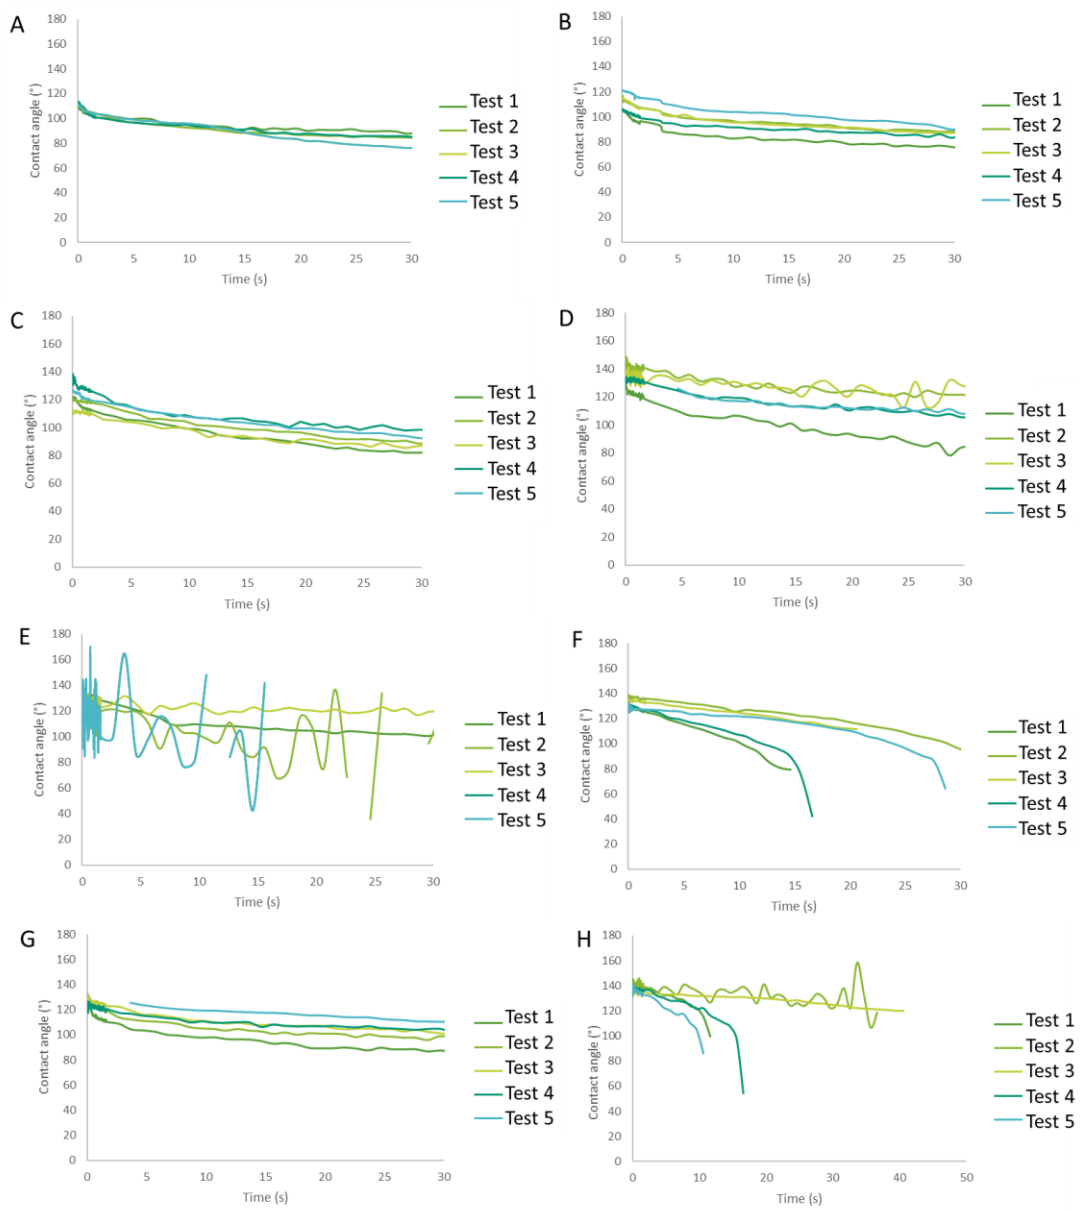 A
180
160
140
120
100
80
60
40
20
0
Contact angle (°)
0 5 10 15 20 25 30
Time (s)
Test 1
Test 2
Test 3
Test 4
Test 5
B
180
160
140
120
100
80
60
40
20
0
Contact angle (°)
0 5 10 15 20 25 30
Time (s)
Test 1
Test 2
Test 3
Test 4
Test 5
C
180
160
140
120
100
80
60
40
20
0
Contact angle (°)
0 5 10 15 20 25 30
Time (s)
Test 1
Test 2
Test 3
Test 4
Test 5
D
180
160
140
120
100
80
60
40
20
0
Contact angle (°)
0 5 10 15 20 25 30
Time (s)
Test 1
Test 2
Test 3
Test 4
Test 5
E
180
160
140
120
100
80
60
40
20
0
Contact angle (°)
0 5 10 15 20 25 30
Time (s)
Test 1
Test 2
Test 3
Test 4
Test 5
F
180
160
140
120
100
80
60
40
20
0
Contact angle (°)
0 5 10 15 20 25 30
Time (s)
Test 1
Test 2
Test 3
Test 4
Test 5
G
180
160
140
120
100
80
60
40
20
0
Contact angle (°)
0 5 10 15 20 25 30
Time (s)
Test 1
Test 2
Test 3
Test 4
Test 5
H
180
160
140
120
100
80
60
40
20
0
Contact angle (°)
0 10 20 30 40 50
Time (s)
Test 1
Test 2
Test 3
Test 4
Test 5